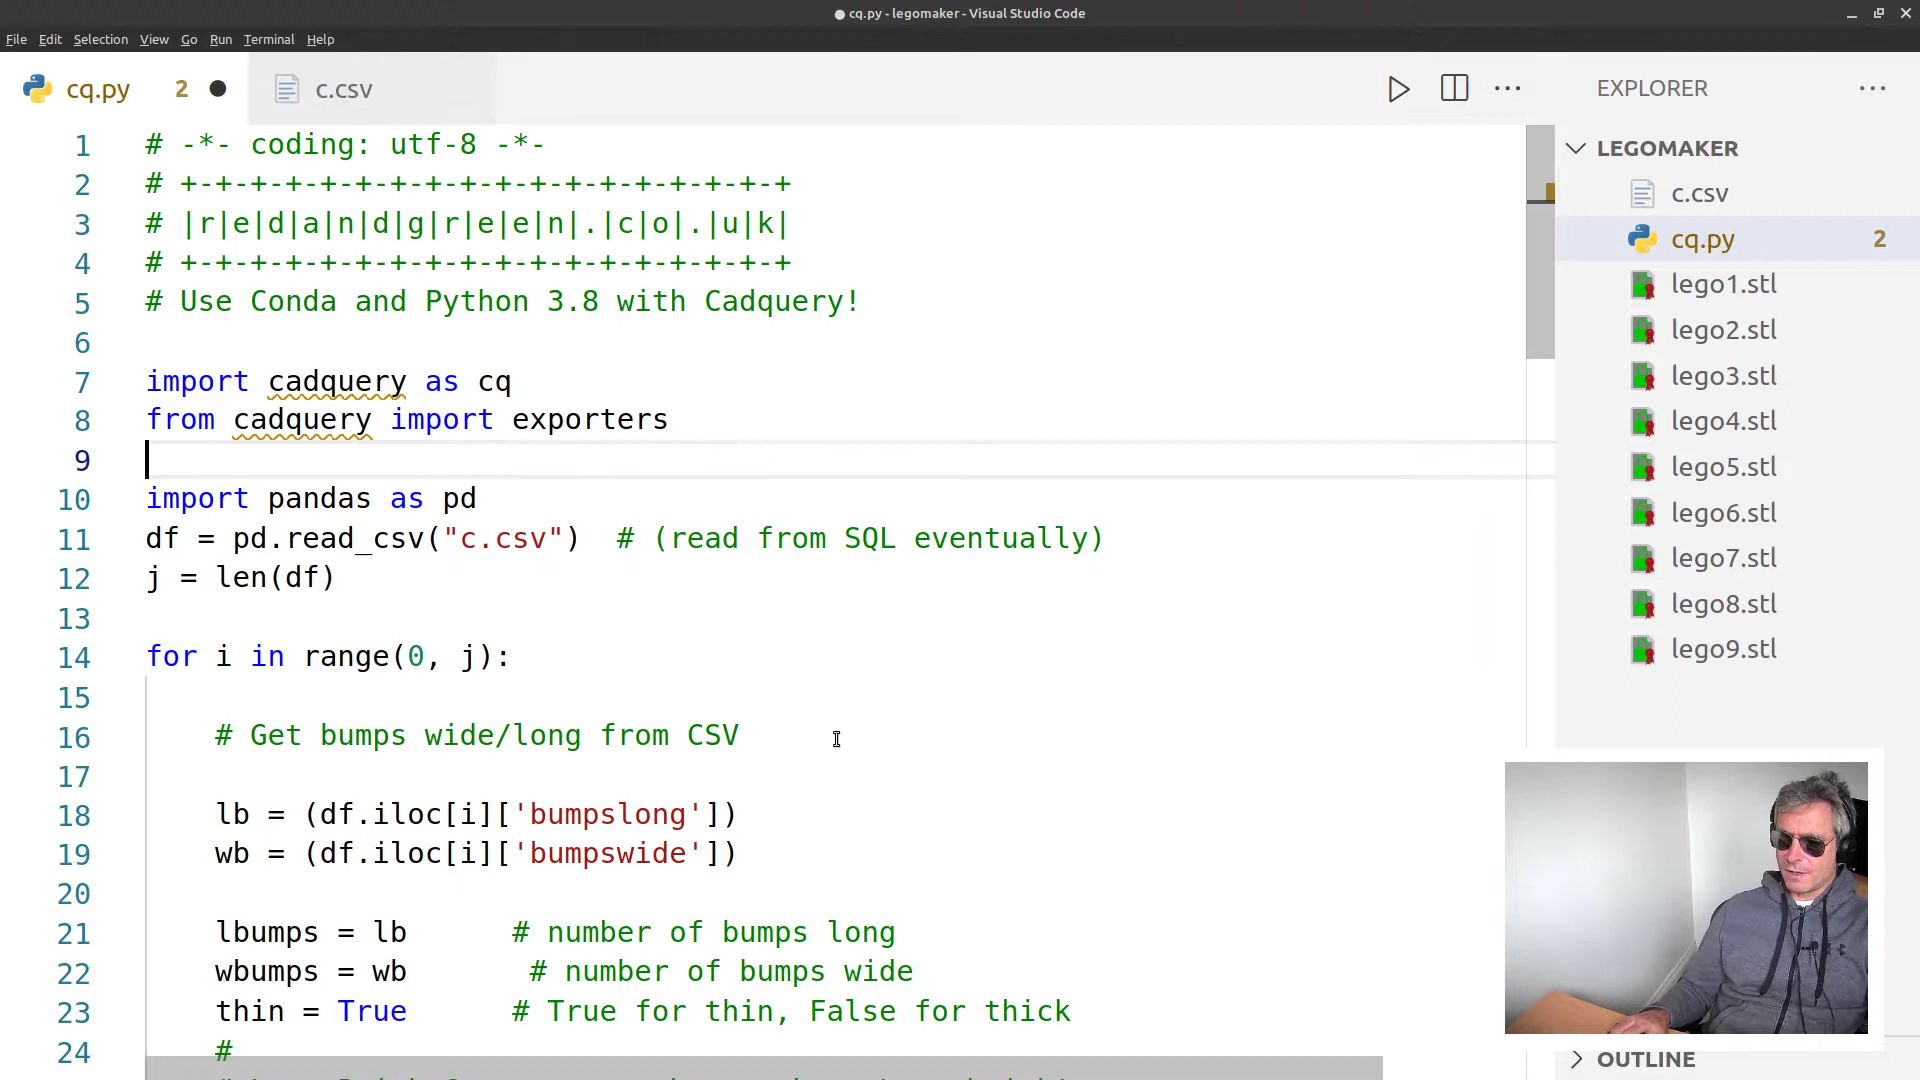 cq.py - legomaker - Visual Studio Code
File Edit Selection View Go Run Terminal Help
cq.py 2 c.csv
1 # -*- coding: utf-8 -*-
2 # +-+-+-+-+-+-+-+-+-+-+-+-+-+-+-+-+-+
3 # |r|e|d|a|n|d|g|r|e|e|n|.|c|o|.|u|k|
4 # +-+-+-+-+-+-+-+-+-+-+-+-+-+-+-+-+-+
5 # Use Conda and Python 3.8 with Cadquery!
6
7 import cadquery as cq
8 from cadquery import exporters
9
10 import pandas as pd
11 df = pd.read_csv("c.csv")  # (read from SQL eventually)
12 j = len(df)
13
14 for i in range(0, j):
15
16     # Get bumps wide/long from CSV
17
18     lb = (df.iloc[i]['bumpslong'])
19     wb = (df.iloc[i]['bumpswide'])
20
21     lbumps = lb      # number of bumps long
22     wbumps = wb       # number of bumps wide
23     thin = True      # True for thin, False for thick
24     #
EXPLORER
LEGOMAKER
c.csv
cq.py 2
lego1.stl
lego2.stl
lego3.stl
lego4.stl
lego5.stl
lego6.stl
lego7.stl
lego8.stl
lego9.stl
OUTLINE